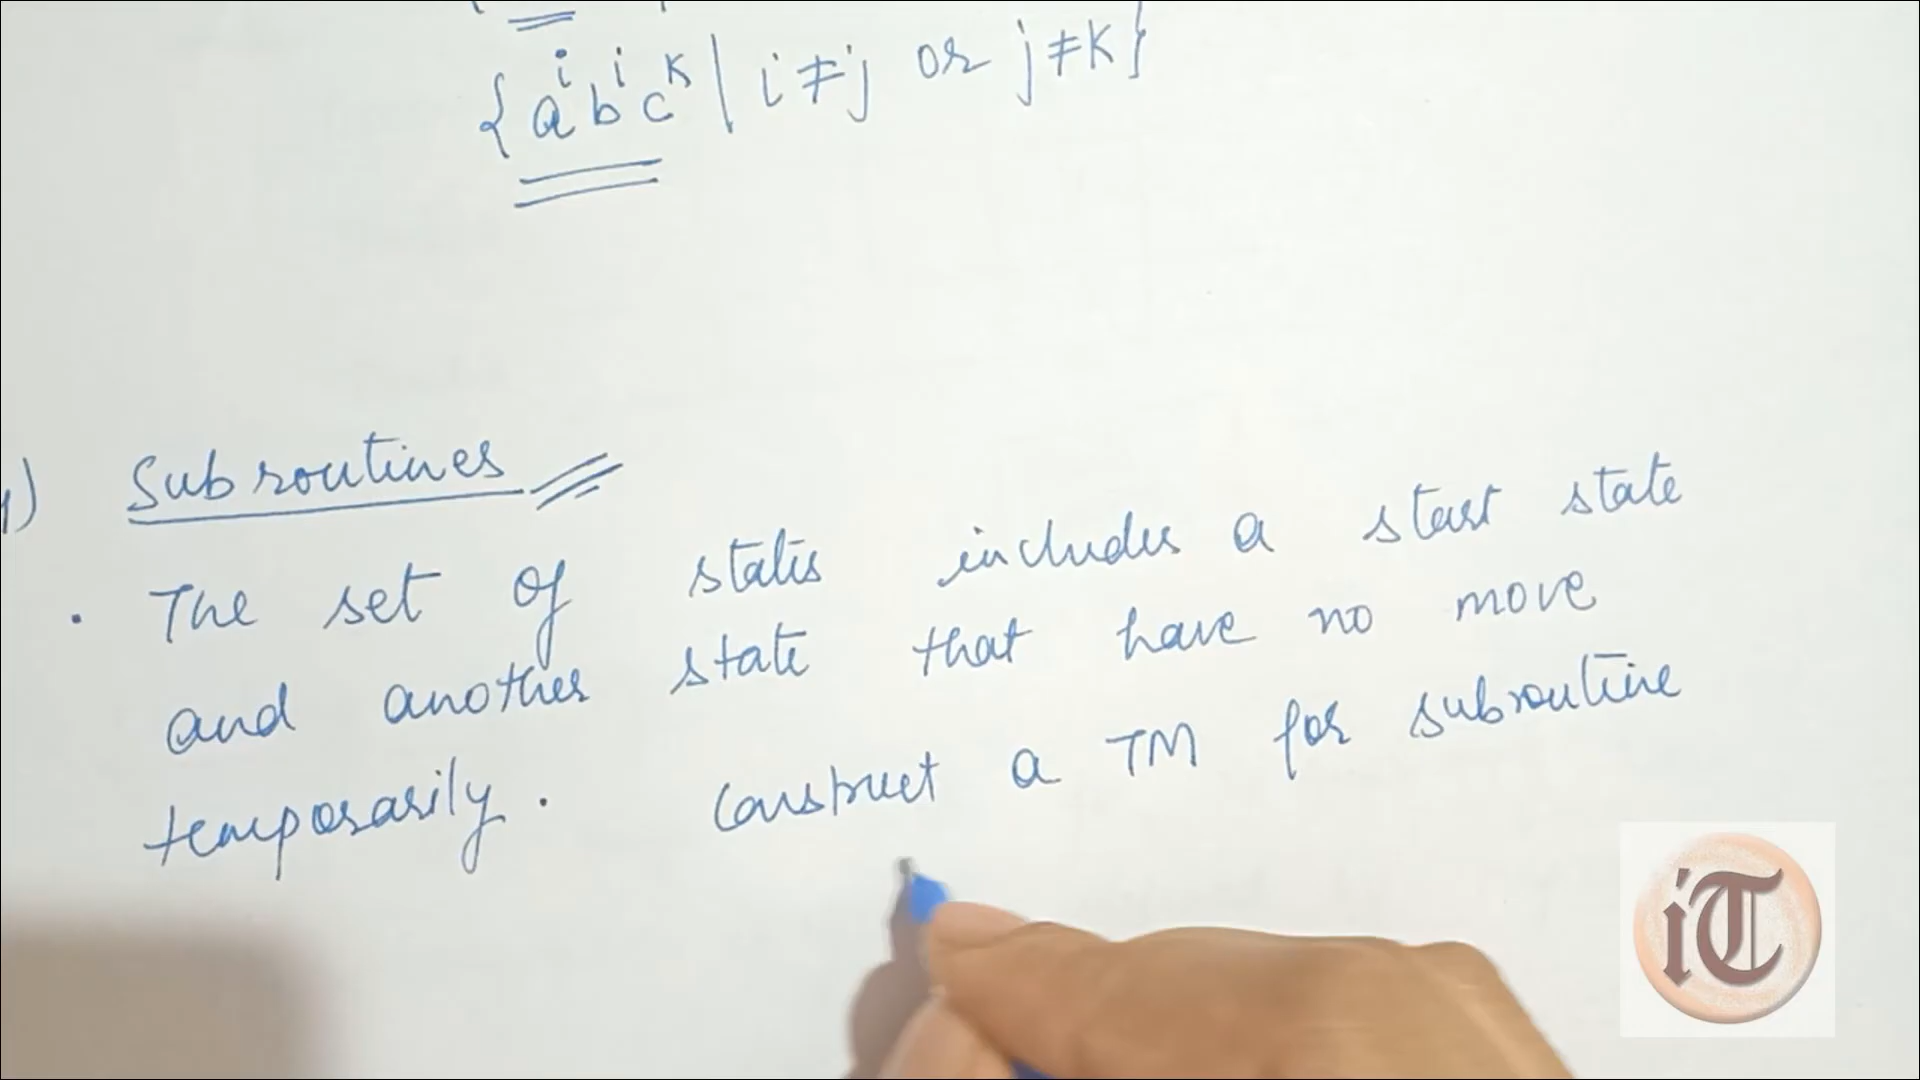 {aⁱbⁱcᴷ | i≠j or j≠K}
Subroutines
. The set of states includes a start state
and another state that have no move
temporarily. Construct a TM for subroutine
iT